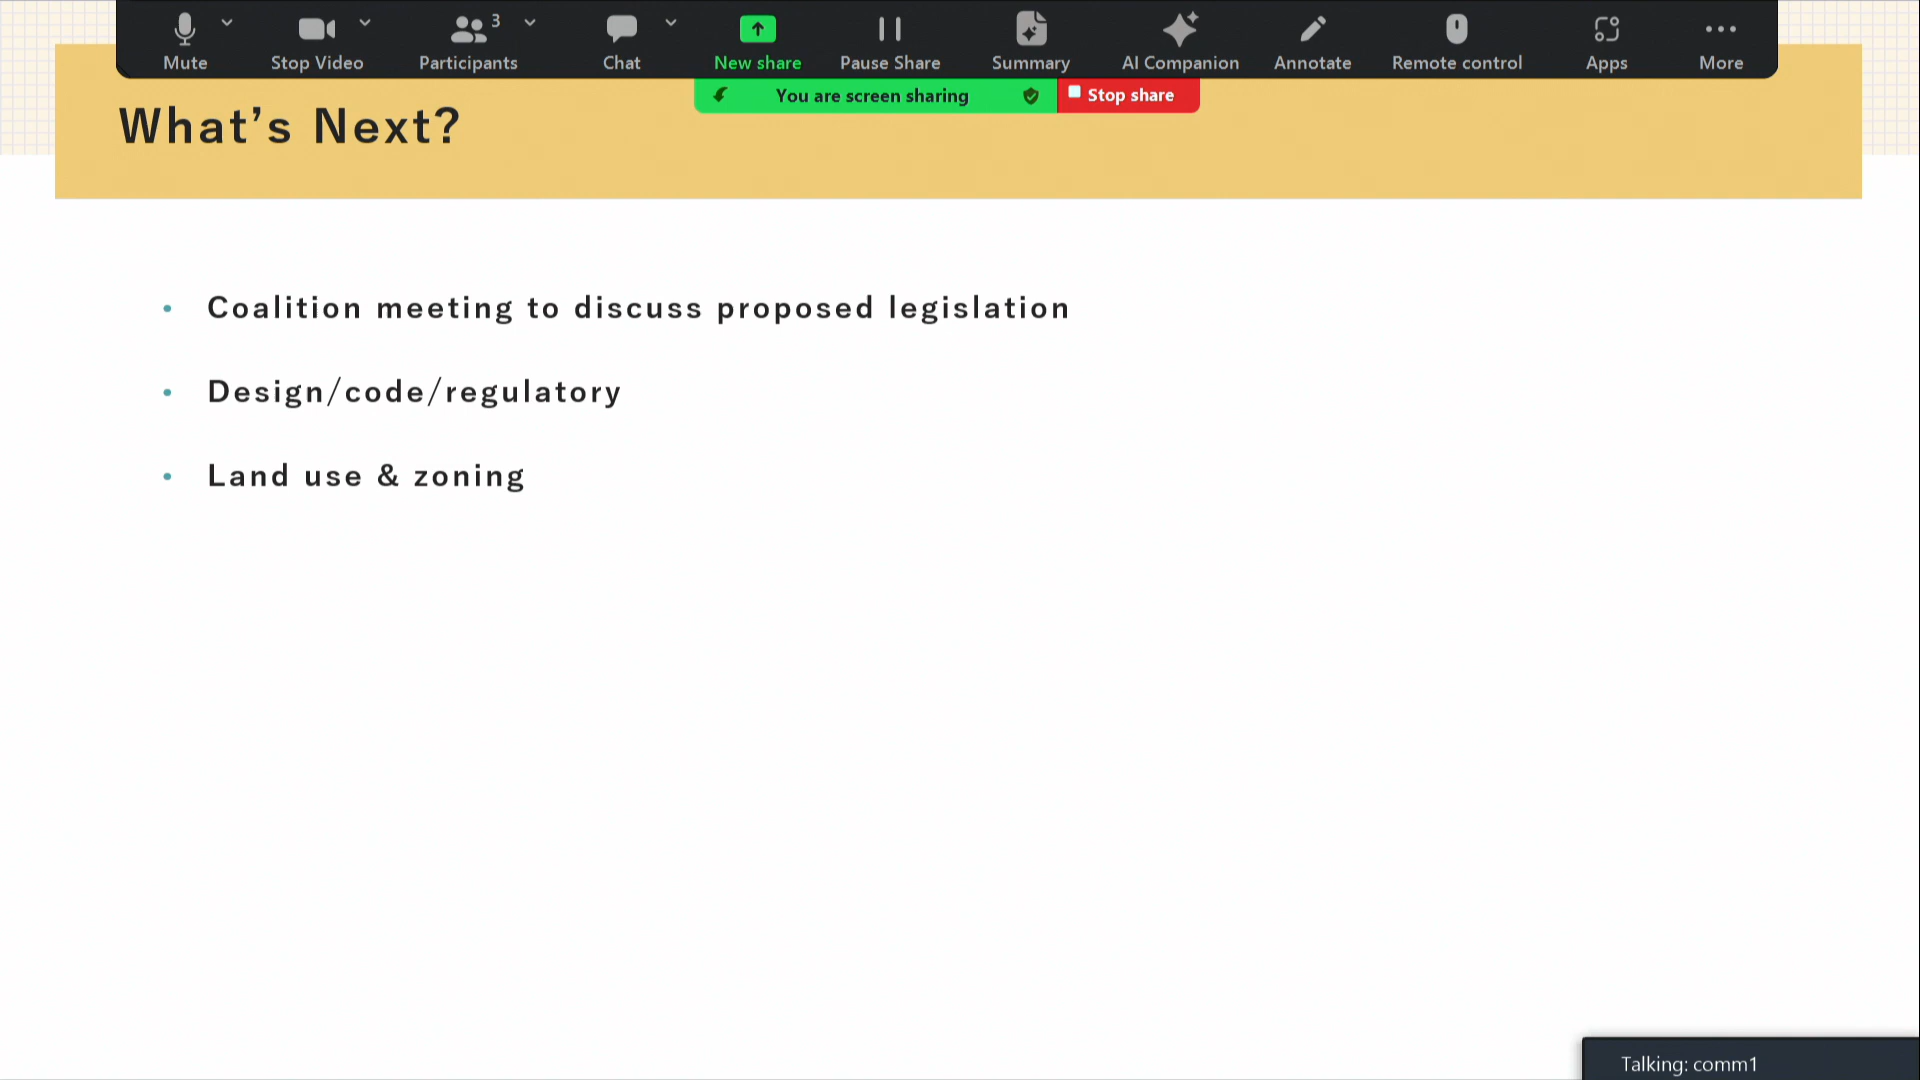 3
Mute Stop Video Participants Chat New share Pause Share Summary AI Companion Annotate Remote control Apps More
You are screen sharing Stop share
What’s Next?
• Coalition meeting to discuss proposed legislation
• Design/code/regulatory
• Land use & zoning
Talking: comm1